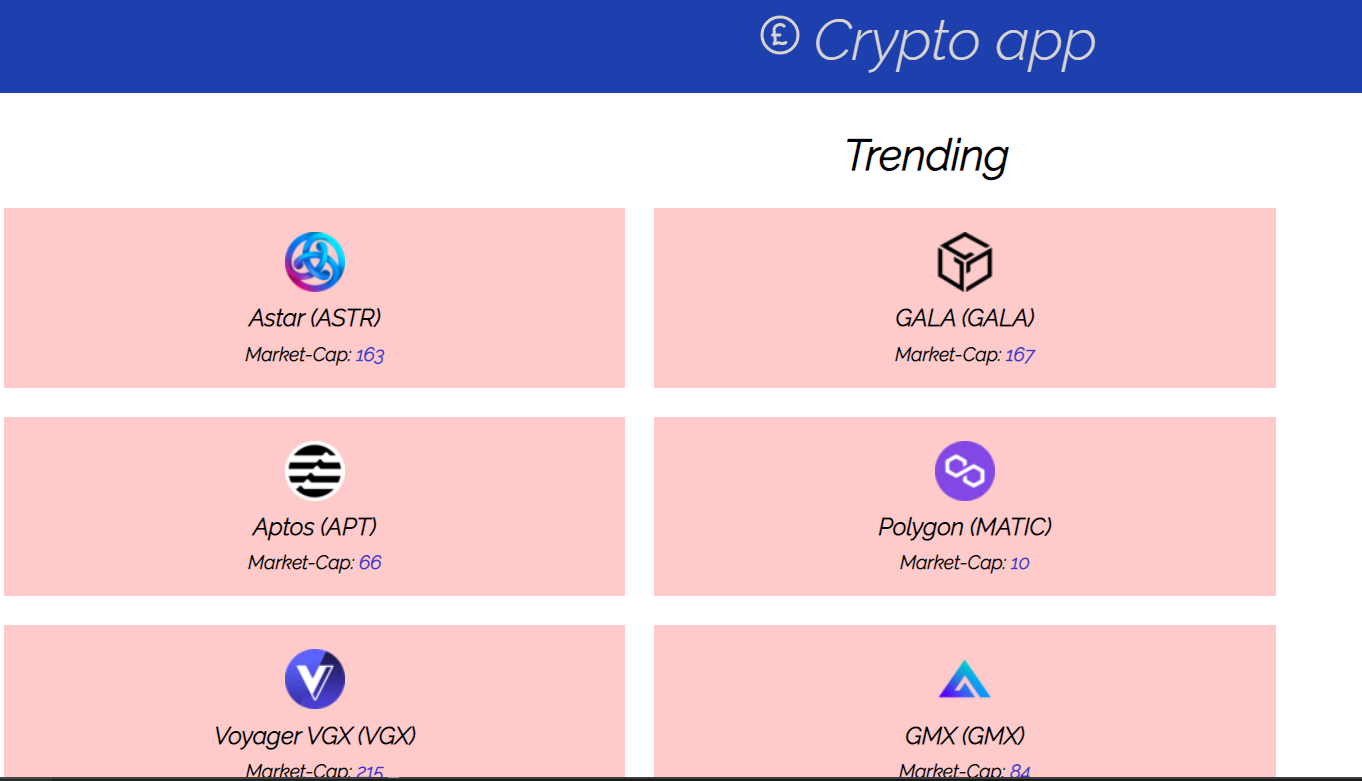 £ Crypto app
Trending
Astar (ASTR)
Market-Cap: 163
GALA (GALA)
Market-Cap: 167
Aptos (APT)
Market-Cap: 66
Polygon (MATIC)
Market-Cap: 10
Voyager VGX (VGX)
Market-Cap: 215
GMX (GMX)
Market-Cap: 84